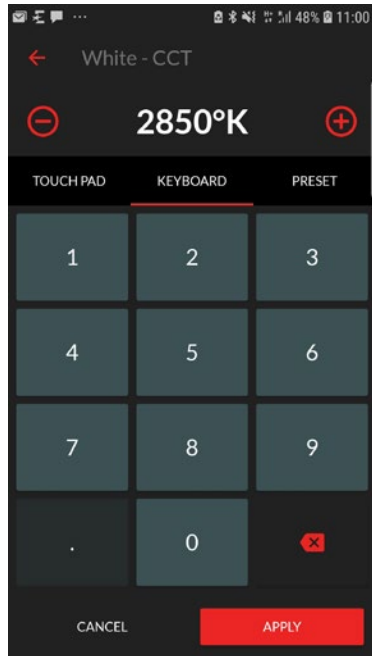 48% 11:00
White - CCT
2850°K
TOUCH PAD KEYBOARD PRESET
1 2 3
4 5 6
7 8 9
. 0
CANCEL APPLY